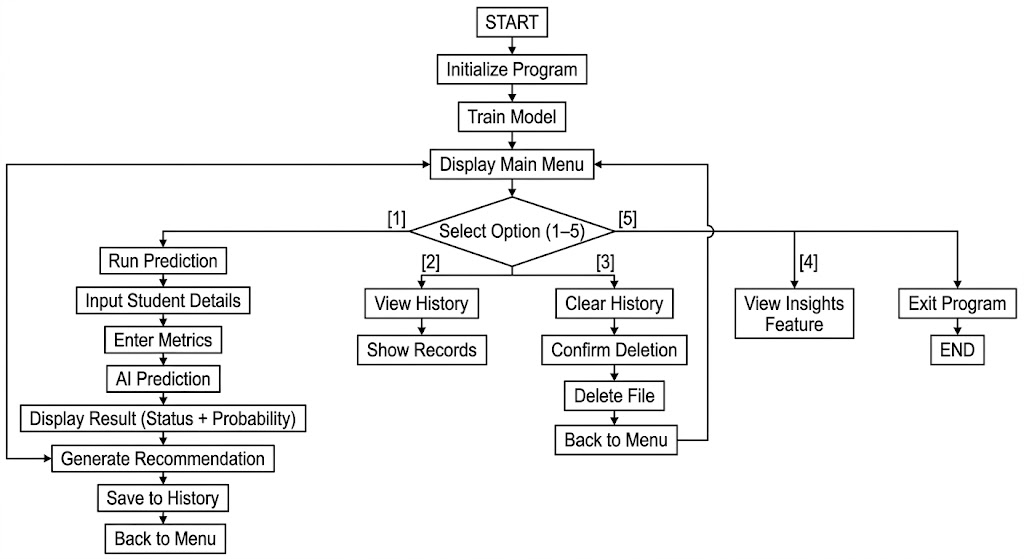 START
Initialize Program
Train Model
Display Main Menu
Select Option (1–5)
[1]
[5]
[2]
[3]
[4]
Run Prediction
Input Student Details
Enter Metrics
AI Prediction
Display Result (Status + Probability)
Generate Recommendation
Save to History
Back to Menu
View History
Show Records
Clear History
Confirm Deletion
Delete File
Back to Menu
View Insights
Feature
Exit Program
END